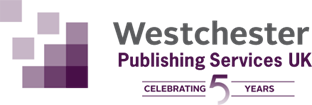 Westchester
Publishing Services UK
CELEBRATING 5 YEARS